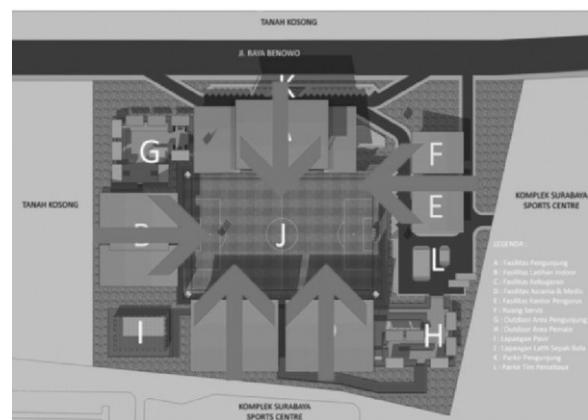 TANAH KOSONG
JL. RAYA BENOWO
K
A
G
F
TANAH KOSONG
B
E
KOMPLEK SURABAYA
SPORTS CENTRE
J
L
LEGENDA :
A : Fasilitas Pengunjung
B : Fasilitas Latihan Indoor
C : Fasilitas Kebugaran
D : Fasilitas Asrama & Medis
E : Fasilitas Kantor Pengurus
F : Ruang Servis
G : Outdoor Area Pengunjung
H : Outdoor Area Pemain
I : Lapangan Pasir
J : Lapangan Latih Sepak Bola
K : Parkir Pengunjung
L : Parkir Tim Persebaya
I
H
KOMPLEK SURABAYA
SPORTS CENTRE